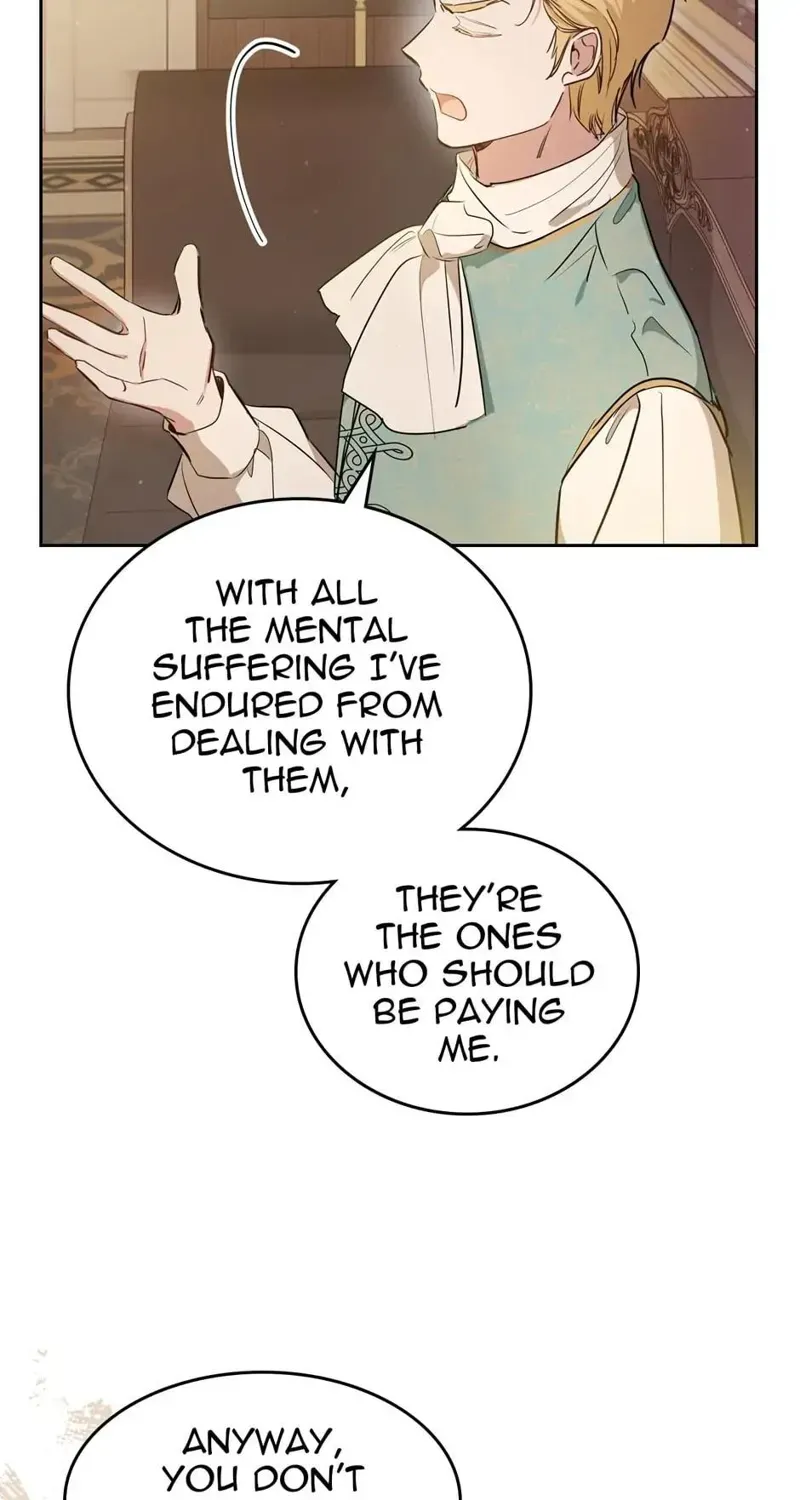 WITH ALL
THE MENTAL
SUFFERING I'VE
ENDURED FROM
DEALING WITH
THEM,
THEY'RE
THE ONES
WHO SHOULD
BE PAYING
ME.
ANYWAY,
YOU DON'T